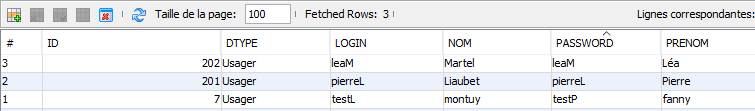 Taille de la page: 100 Fetched Rows: 3 Lignes correspondantes:
# ID DTYPE LOGIN NOM PASSWORD PRENOM
3 202 Usager leaM Martel leaM Léa
2 201 Usager pierreL Liaubet pierreL Pierre
1 7 Usager testL montuy testP fanny